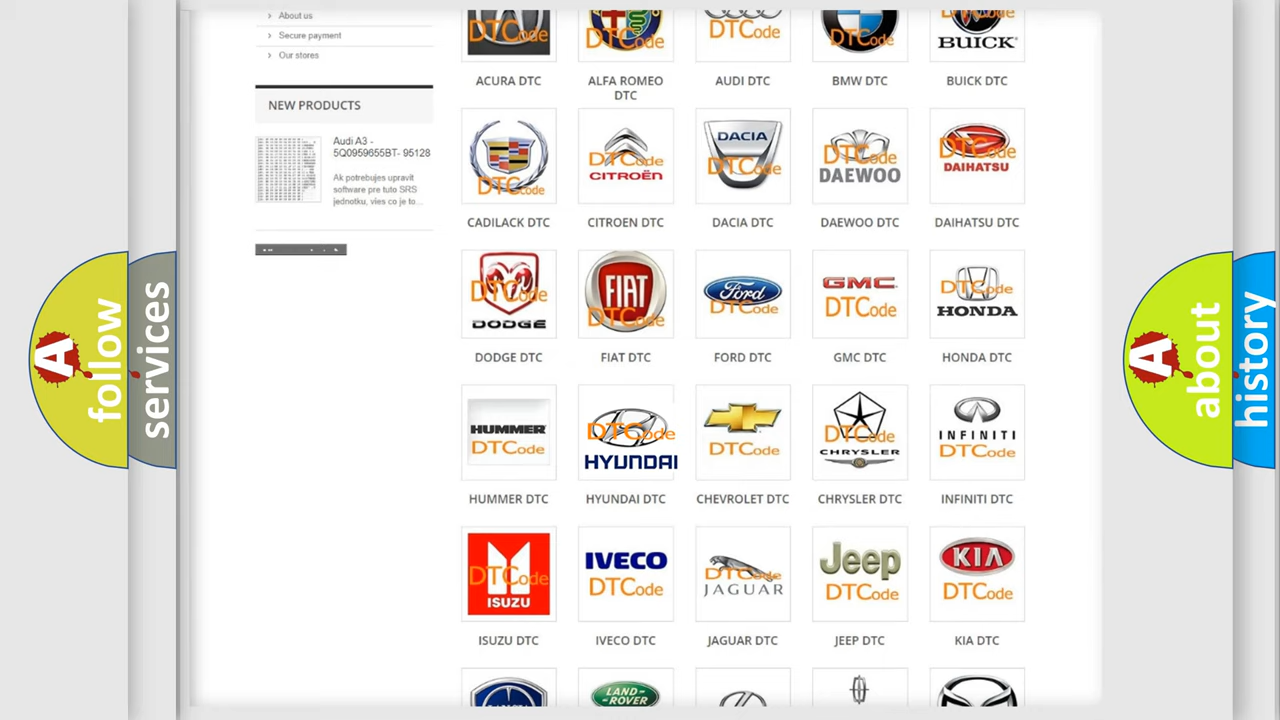 About us
Secure payment
Our stores
NEW PRODUCTS
Audi A3 -
5Q0959655BT- 95128
Ak potrebujes upravit
software pre tuto SRS
jednotku, vies co je to...
DTCode DTCode DTCode DTCode BUICK
ACURA DTC ALFA ROMEO DTC AUDI DTC BMW DTC BUICK DTC
DTCode DTCode CITROËN DACIA DTCode DTCode DAEWOO DTCode DAIHATSU
CADILACK DTC CITROEN DTC DACIA DTC DAEWOO DTC DAIHATSU DTC
DTCode DODGE FIAT DTCode Ford DTCode GMC DTCode DTCode HONDA
DODGE DTC FIAT DTC FORD DTC GMC DTC HONDA DTC
HUMMER DTCode DTCode HYUNDAI DTCode DTCode CHRYSLER INFINITI DTCode
HUMMER DTC HYUNDAI DTC CHEVROLET DTC CHRYSLER DTC INFINITI DTC
DTCode ISUZU IVECO DTCode DTCode JAGUAR Jeep DTCode KIA DTCode
ISUZU DTC IVECO DTC JAGUAR DTC JEEP DTC KIA DTC
LAND-ROVER
A follow
services
A about
history